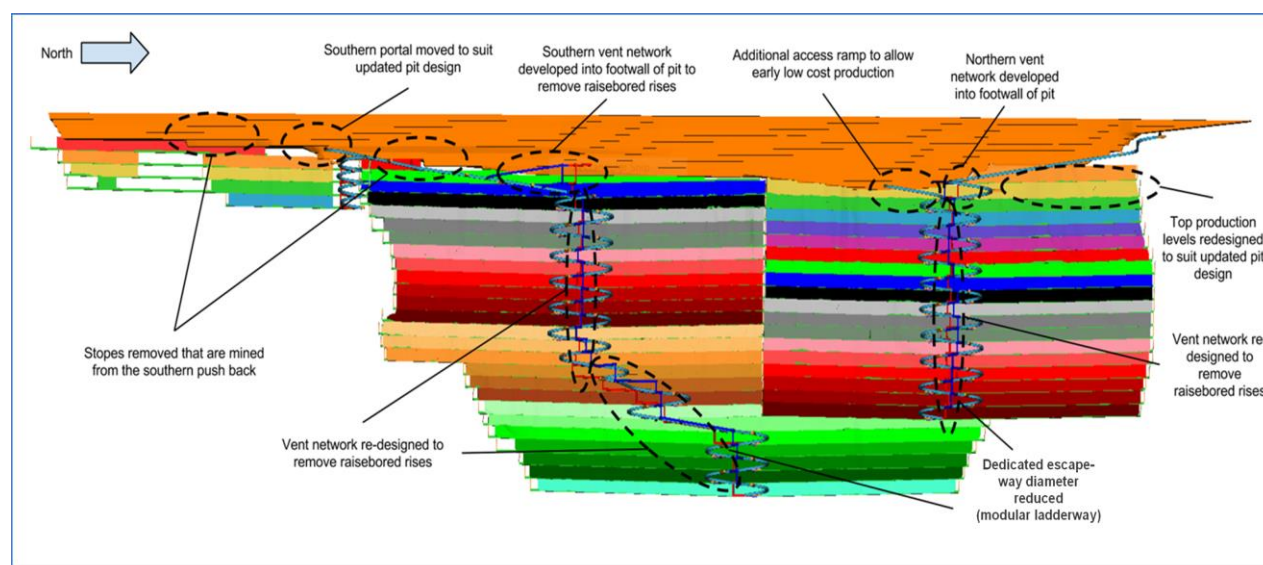 North
Southern portal moved to suit
updated pit design
Southern vent network
developed into footwall of pit to
remove raisebored rises
Additional access ramp to allow
early low cost production
Northern vent
network developed
into footwall of pit
Top production
levels redesigned
to suit updated pit
design
Stopes removed that are mined
from the southern push back
Vent network re-
designed to
remove
raisebored rises
Vent network re-designed to
remove raisebored rises
Dedicated escape-
way diameter
reduced
(modular ladderway)